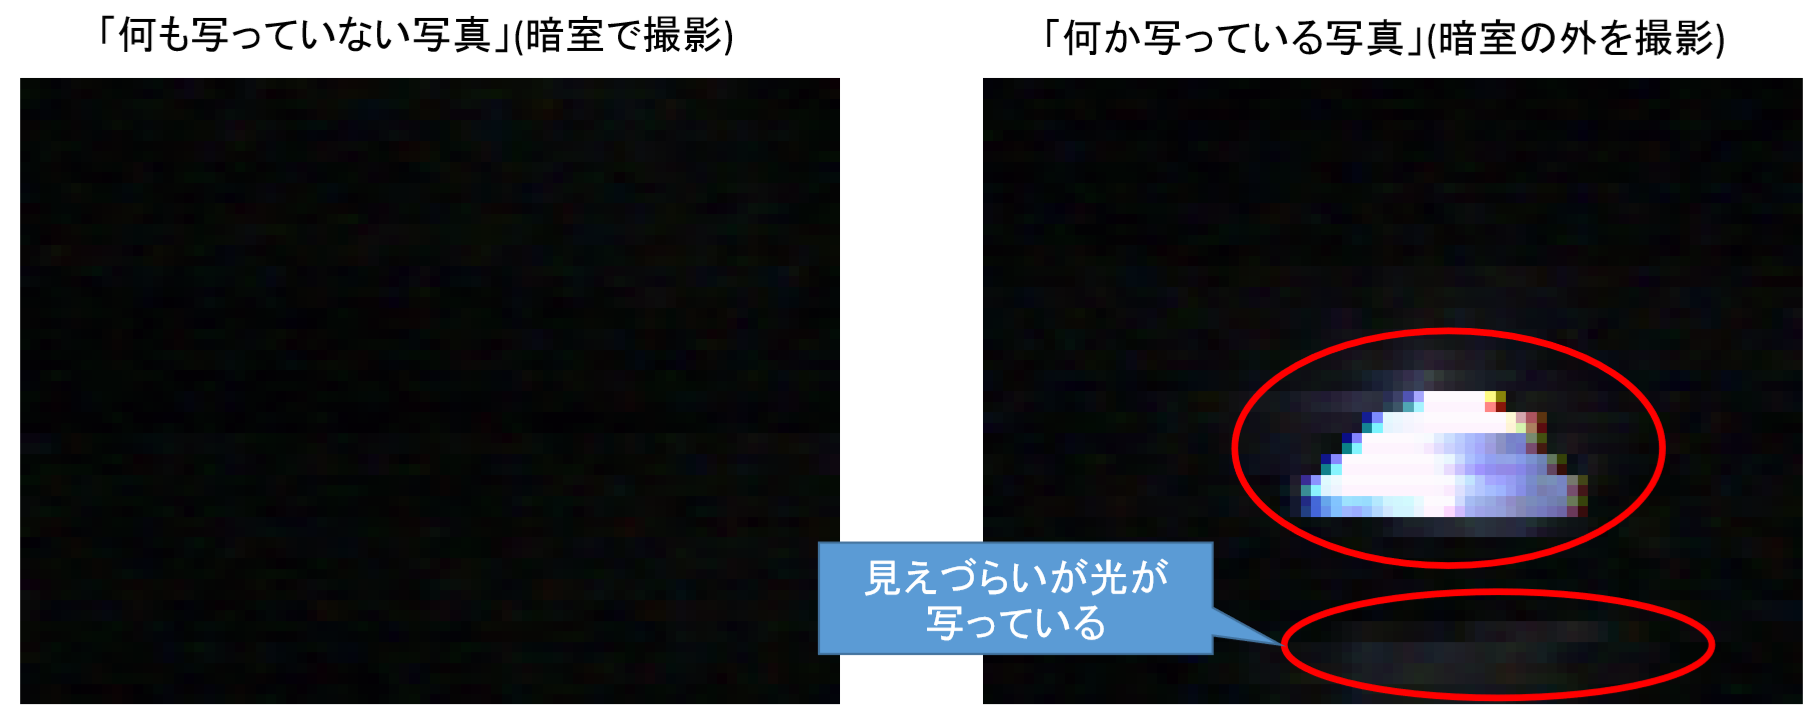 「何も写っていない写真」(暗室で撮影)
「何か写っている写真」(暗室の外を撮影)
見えづらいが光が
写っている